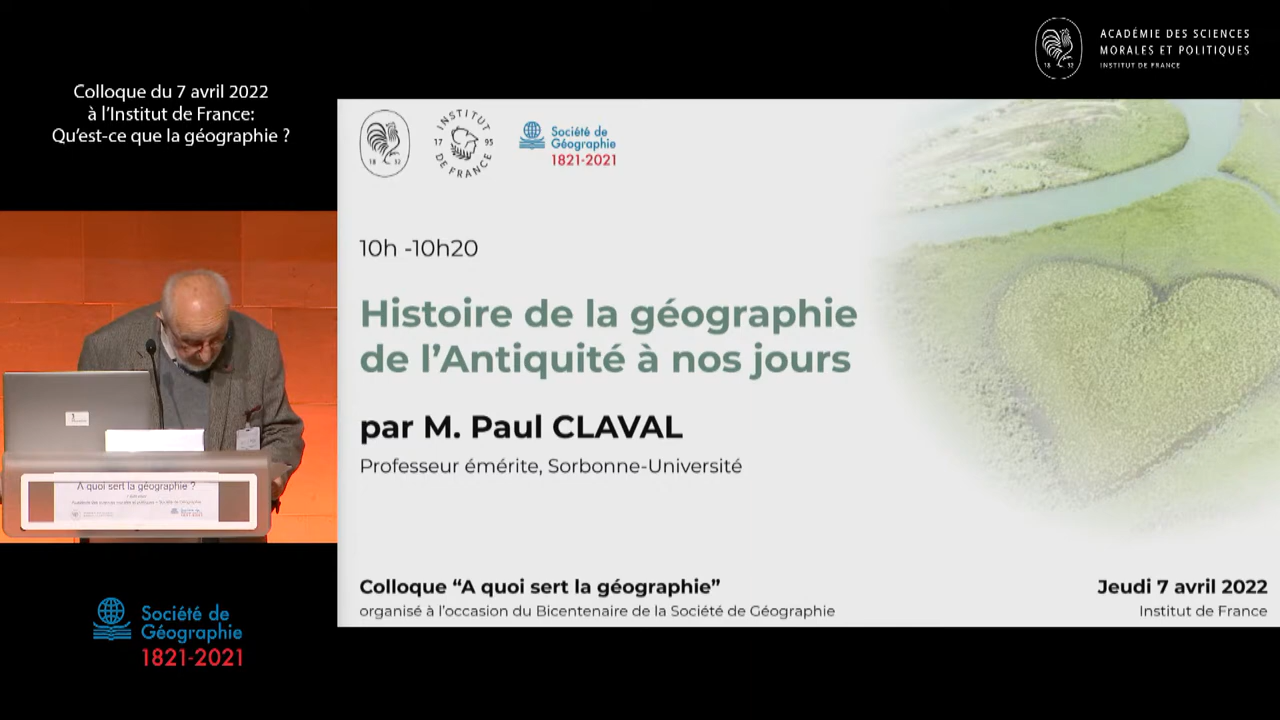 ACADÉMIE DES SCIENCES
MORALES ET POLITIQUES
INSTITUT DE FRANCE
18 32
Colloque du 7 avril 2022
à l’Institut de France:
Qu’est-ce que la géographie ?
18 32
INSTITUT
17 95
DE FRANCE
Société de
Géographie
1821-2021
10h -10h20
Histoire de la géographie
de l’Antiquité à nos jours
par M. Paul CLAVAL
Professeur émérite, Sorbonne-Université
Colloque “A quoi sert la géographie”
organisé à l’occasion du Bicentenaire de la Société de Géographie
Jeudi 7 avril 2022
Institut de France
A quoi sert la géographie ?
Société de
Géographie
1821-2021